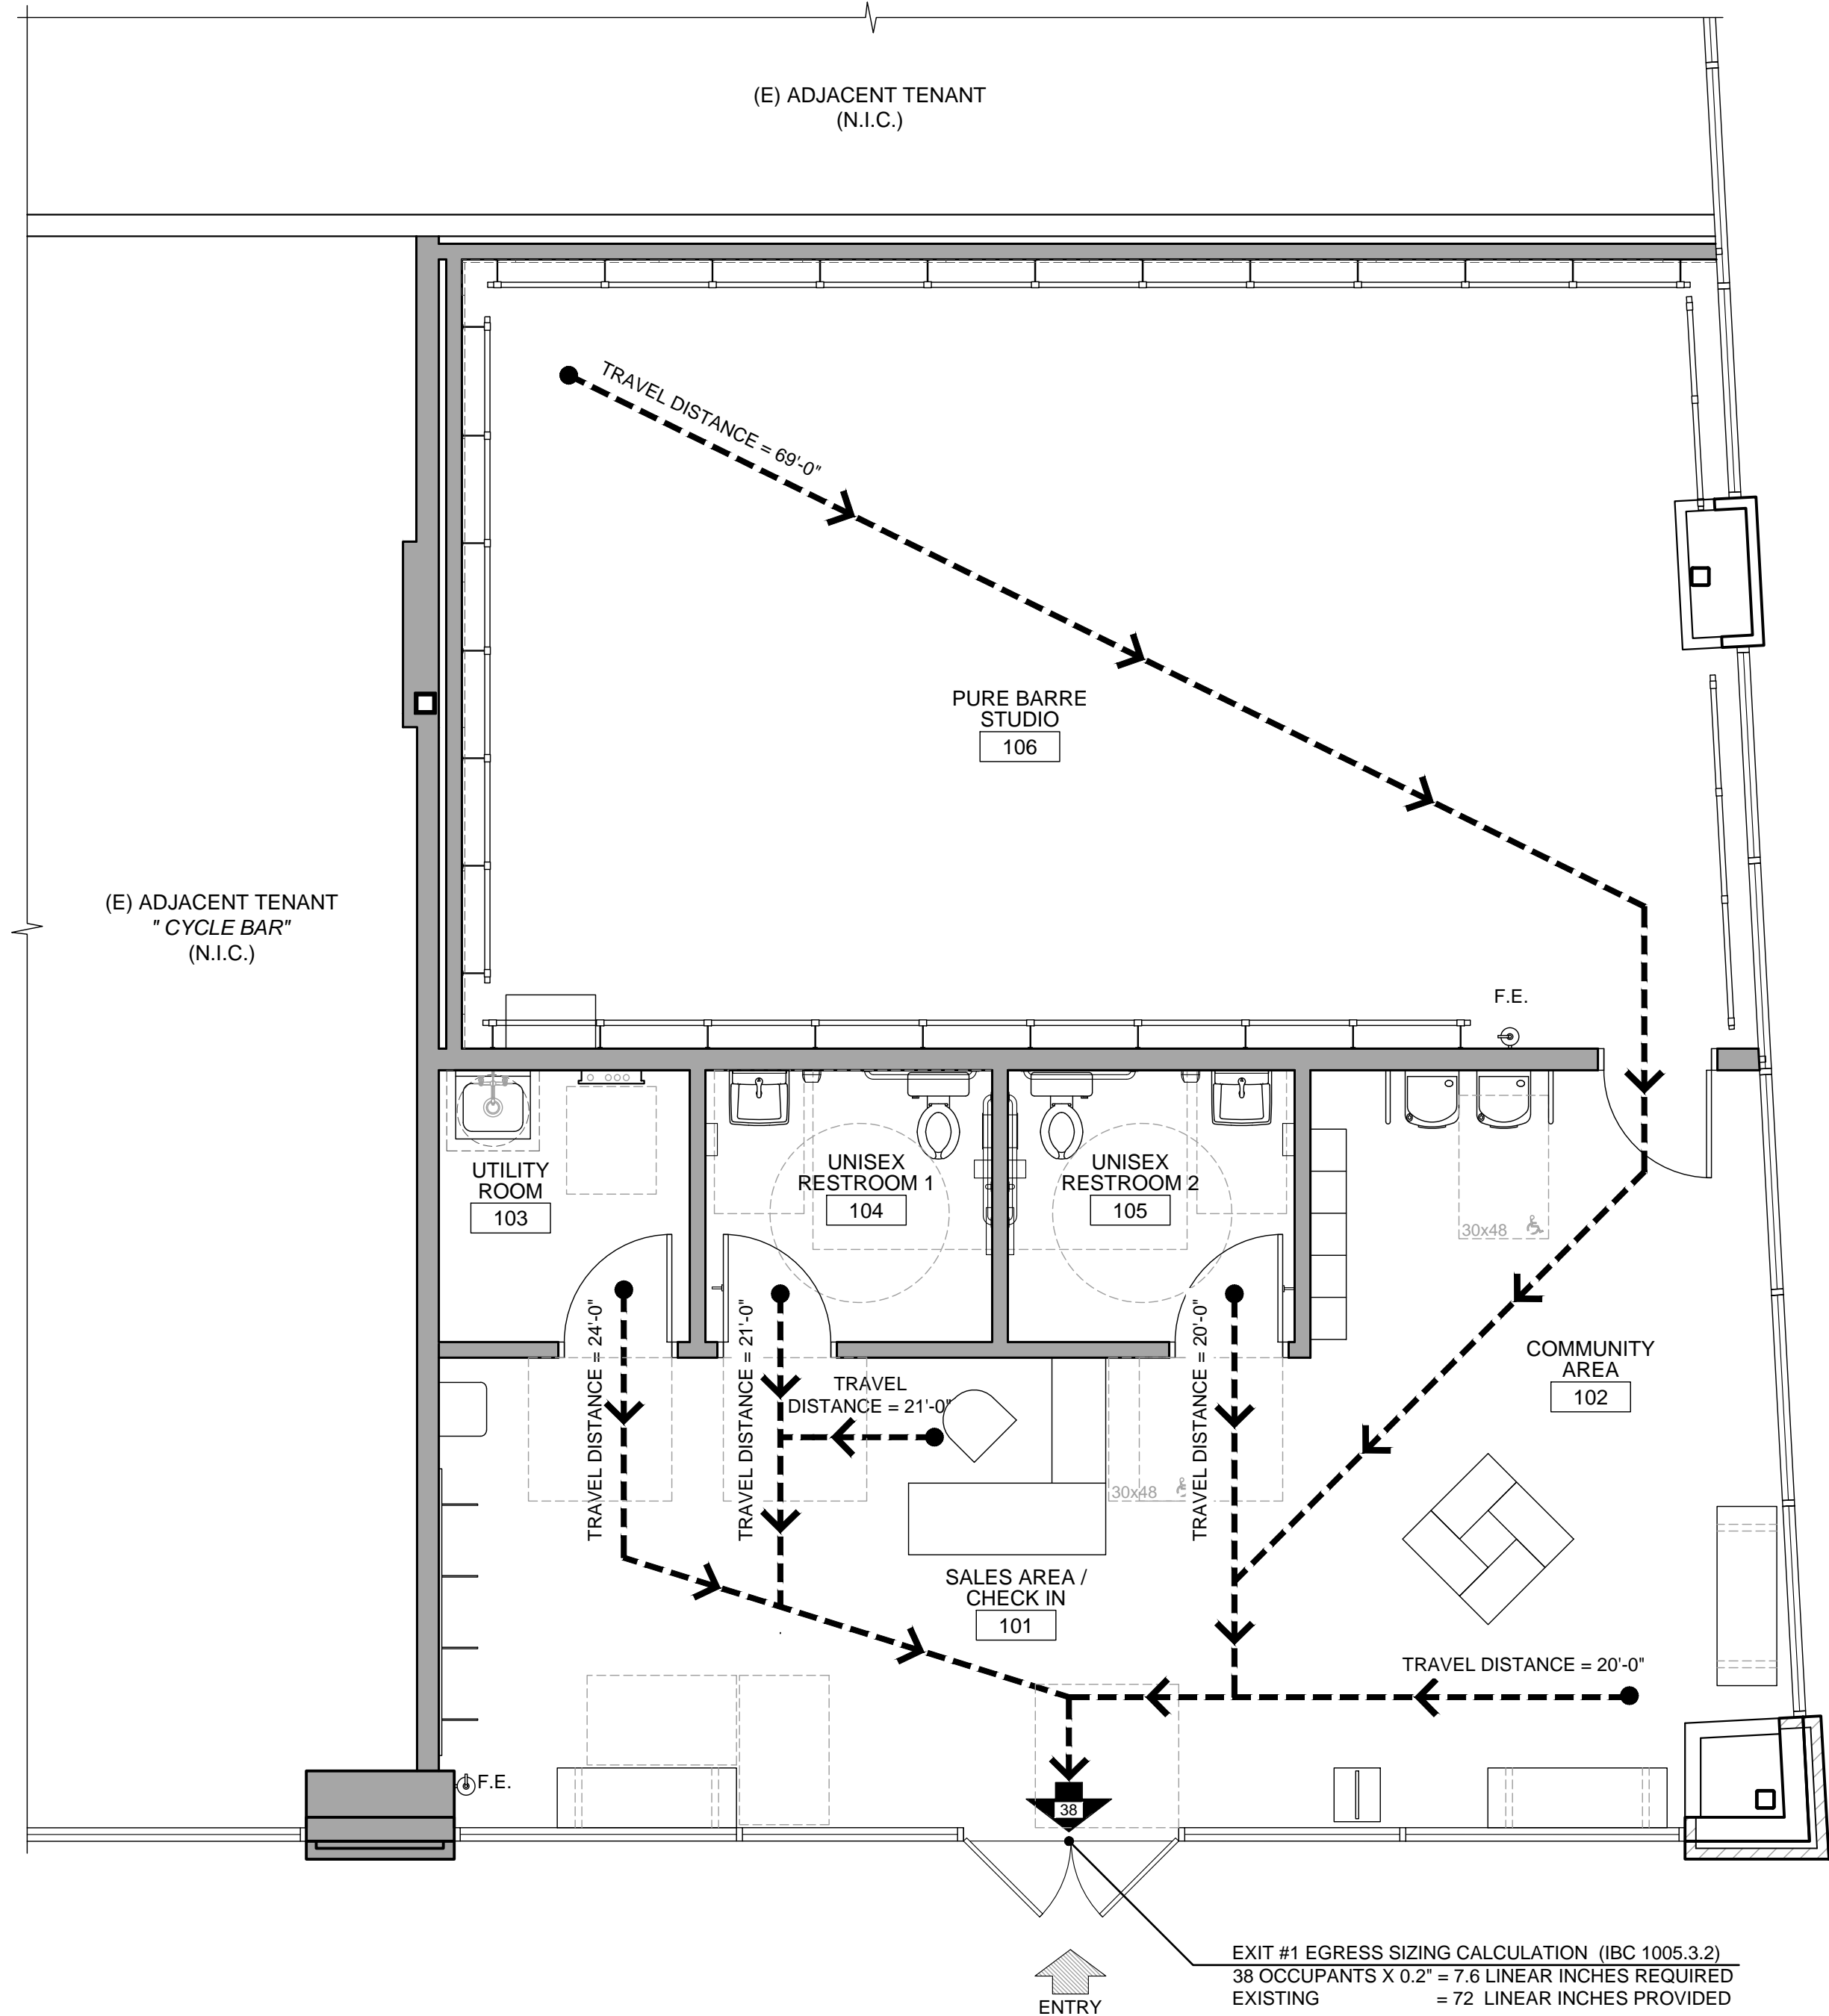 (E) ADJACENT TENANT
(N.I.C.)
TRAVEL DISTANCE = 69'-0"
PURE BARRE
STUDIO
106
(E) ADJACENT TENANT
" CYCLE BAR"
(N.I.C.)
F.E.
UTILITY
ROOM
103
UNISEX
RESTROOM 1
104
UNISEX
RESTROOM 2
105
30x48
TRAVEL DISTANCE = 24'-0"
TRAVEL DISTANCE = 21'-0"
TRAVEL
DISTANCE = 21'-0"
TRAVEL DISTANCE = 20'-0"
COMMUNITY
AREA
102
30x48
SALES AREA /
CHECK IN
101
TRAVEL DISTANCE = 20'-0"
F.E.
38
ENTRY
EXIT #1 EGRESS SIZING CALCULATION (IBC 1005.3.2)
38 OCCUPANTS X 0.2" = 7.6 LINEAR INCHES REQUIRED
EXISTING = 72 LINEAR INCHES PROVIDED